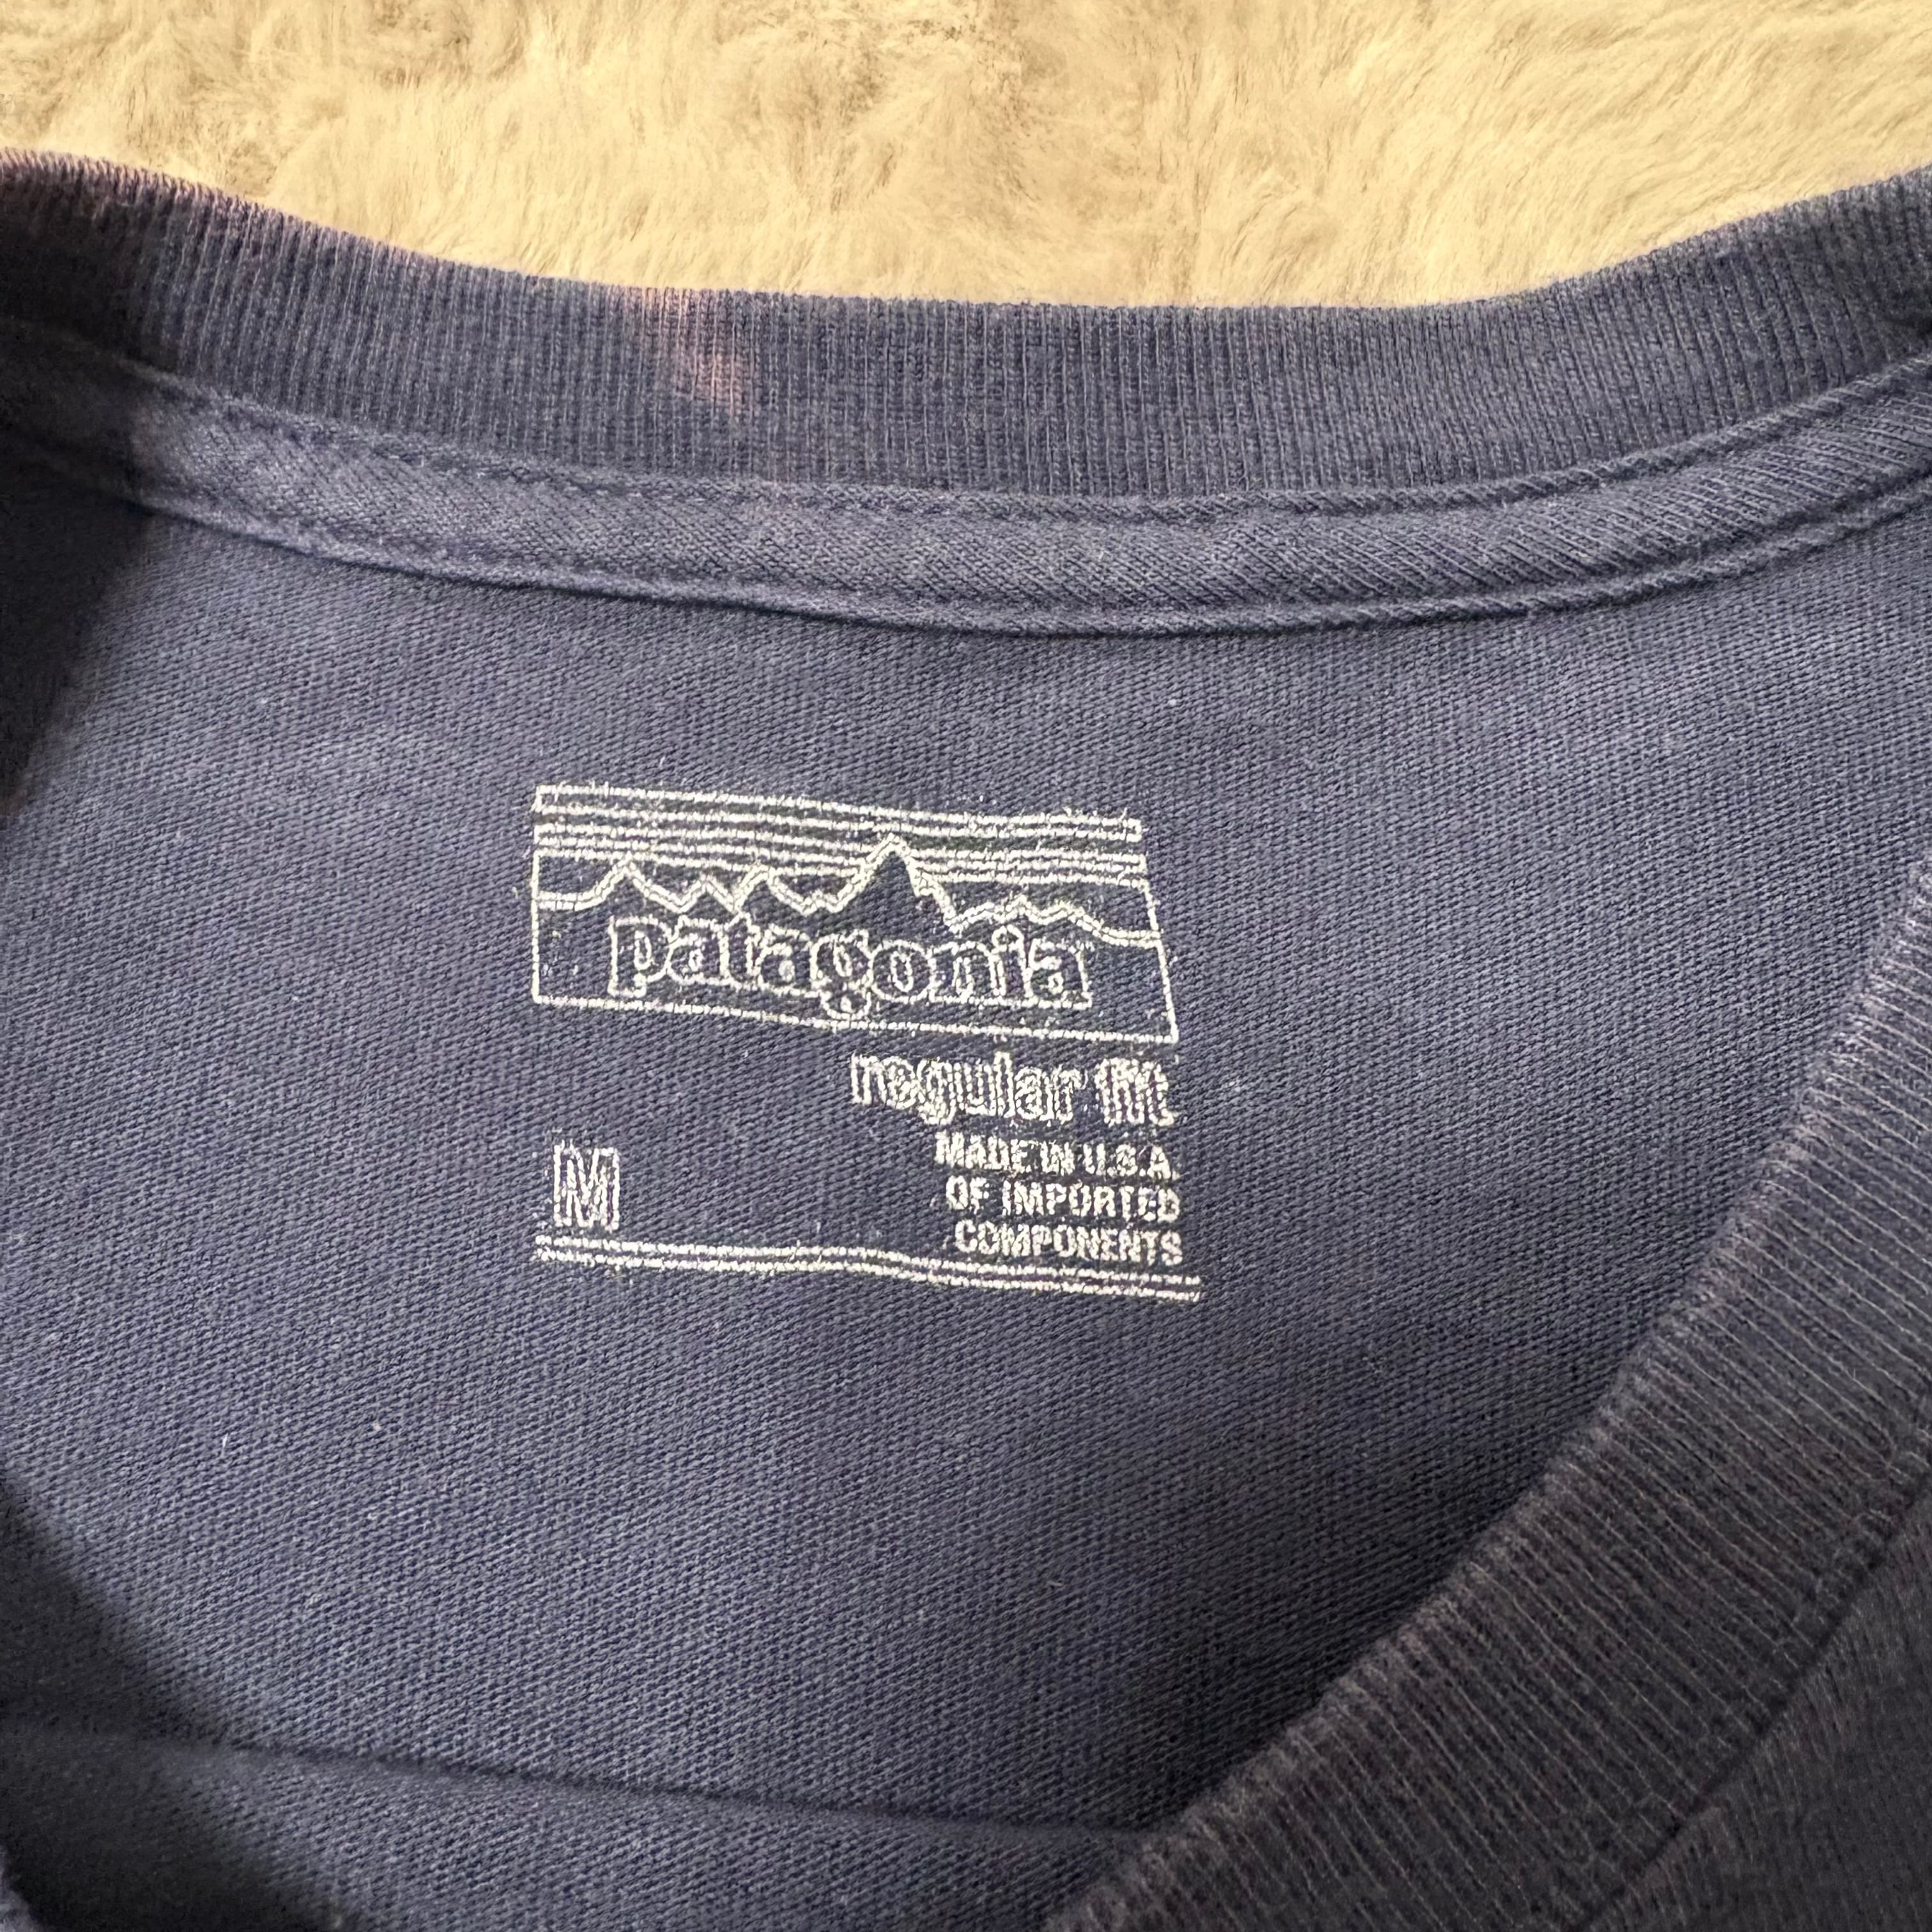 patagonia
regular fit
M
MADE IN U.S.A.
OF IMPORTED
COMPONENTS